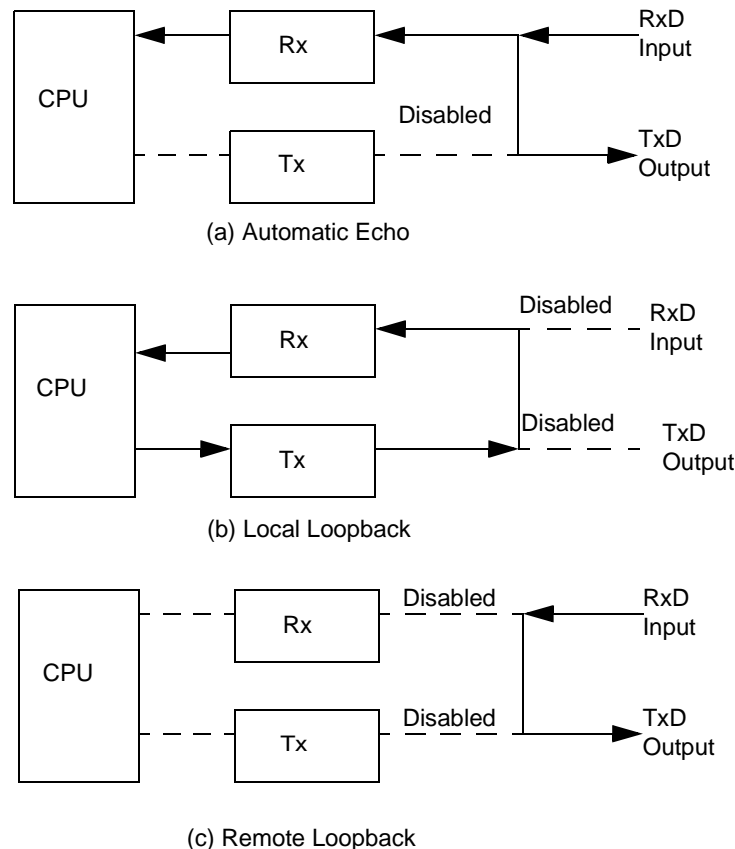 RxD
Input
Rx
CPU
Disabled
TxD
Output
Tx
(a) Automatic Echo
Disabled
RxD
Input
Rx
CPU
Disabled
TxD
Output
Tx
(b) Local Loopback
Disabled
RxD
Input
Rx
CPU
Disabled
TxD
Output
Tx
(c) Remote Loopback